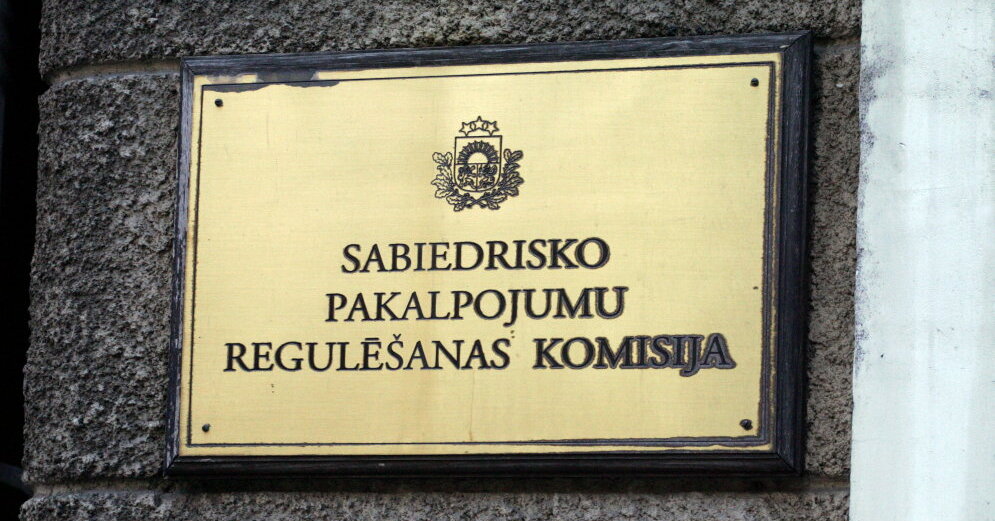 SABIEDRISKO
PAKALPOJUMU
REGULĒŠANAS KOMISIJA